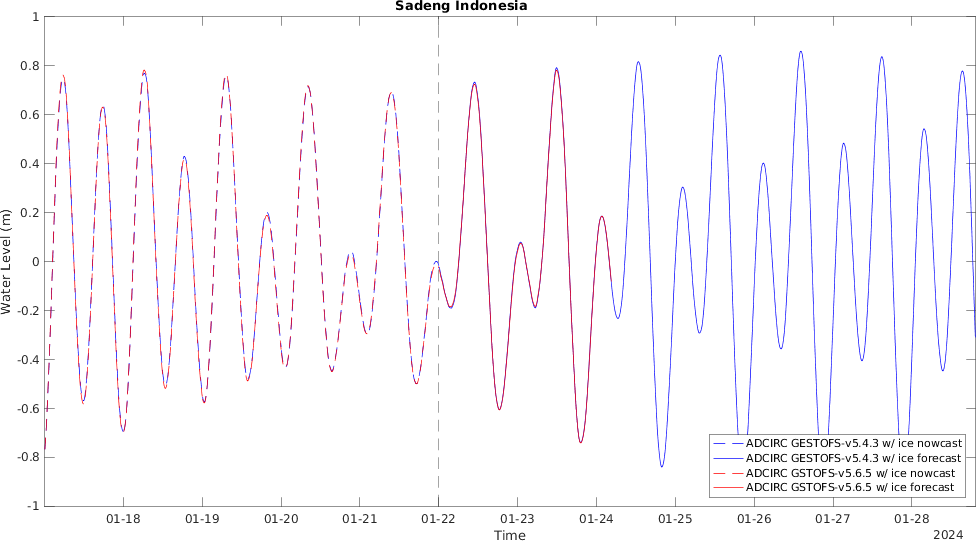 Sadeng Indonesia
1
0.8
0.6
0.4
0.2
0
-0.2
-0.4
-0.6
-0.8
-1
Water Level (m)
01-18 01-19 01-20 01-21 01-22 01-23 01-24 01-25 01-26 01-27 01-28
Time
2024
ADCIRC GESTOFS-v5.4.3 w/ ice nowcast
ADCIRC GESTOFS-v5.4.3 w/ ice forecast
ADCIRC GSTOFS-v5.6.5 w/ ice nowcast
ADCIRC GSTOFS-v5.6.5 w/ ice forecast